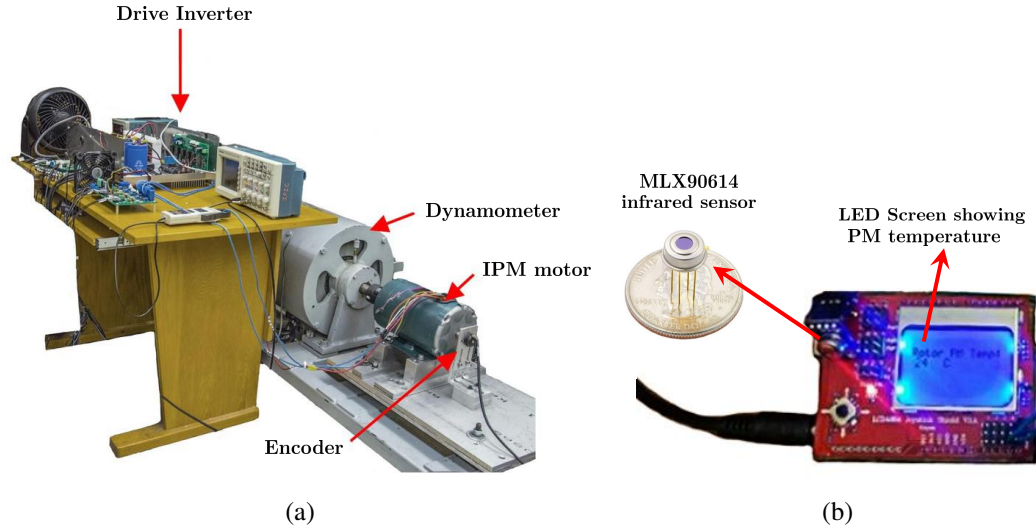 Drive Inverter
Dynamometer
IPM motor
Encoder
(a)
MLX90614
infrared sensor
LED Screen showing
PM temperature
Rotor PM Temp:
24 C
(b)